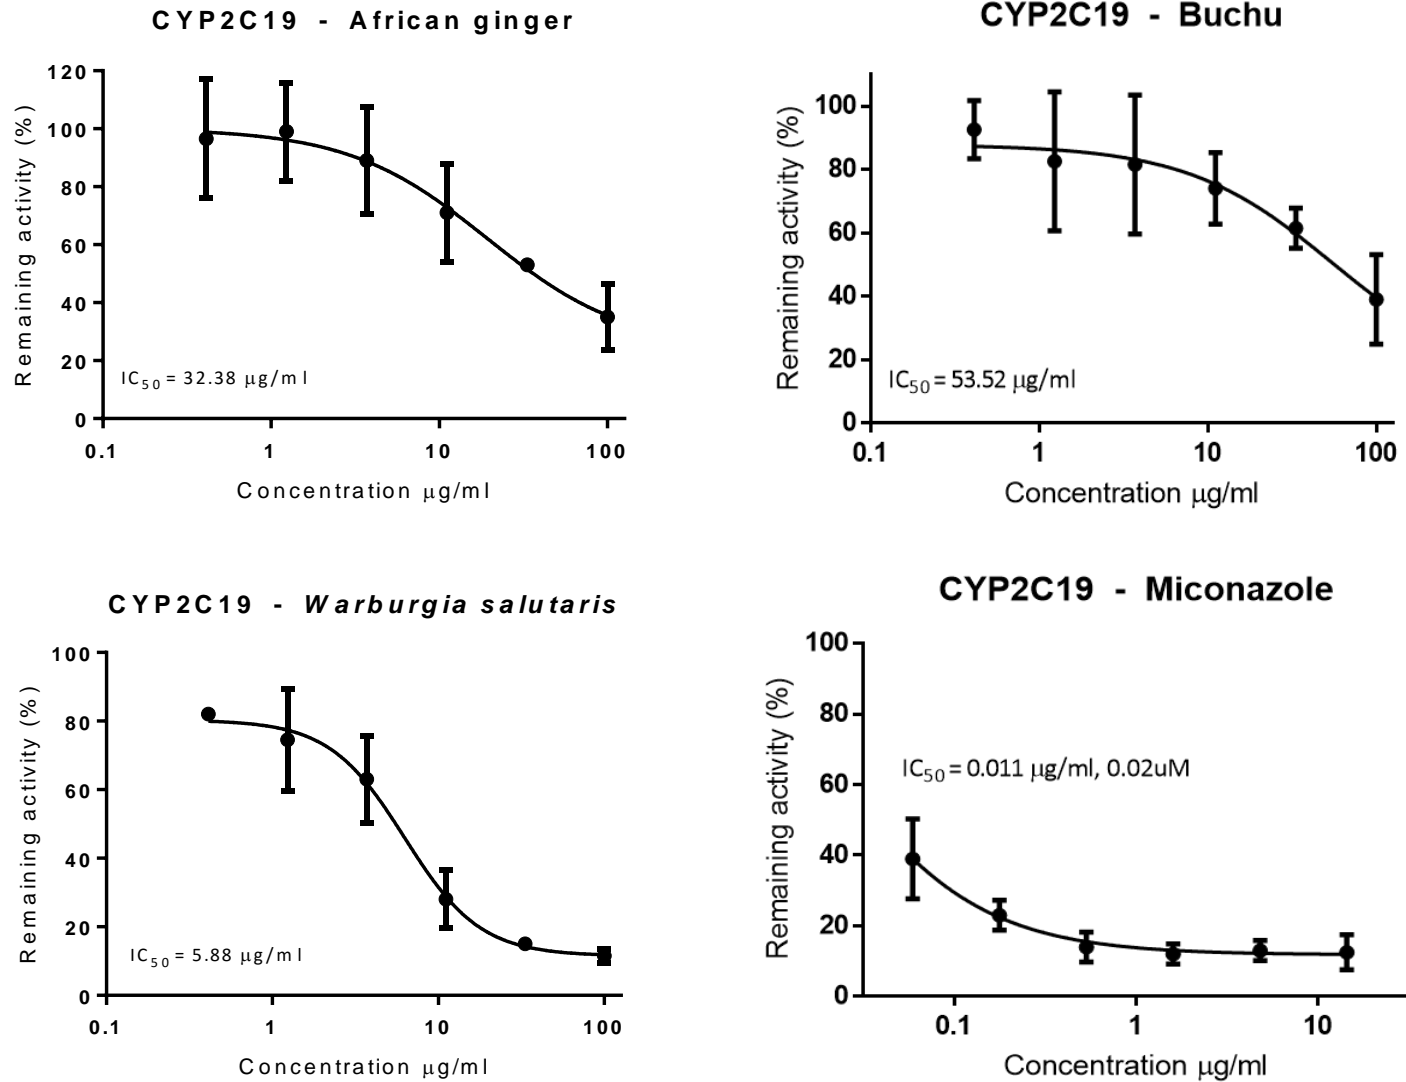 CYP2C19 - African ginger
Remaining activity (%)
120
100
80
60
40
20
0
IC50 = 32.38 μg/ml
0.1 1 10 100
Concentration μg/ml
CYP2C19 - Buchu
Remaining activity (%)
100
80
60
40
20
0
IC50 = 53.52 μg/ml
0.1 1 10 100
Concentration μg/ml
CYP2C19 - Warburgia salutaris
Remaining activity (%)
100
80
60
40
20
0
IC50 = 5.88 μg/ml
0.1 1 10 100
Concentration μg/ml
CYP2C19 - Miconazole
Remaining activity (%)
100
80
60
40
20
0
IC50 = 0.011 μg/ml, 0.02uM
0.1 1 10
Concentration μg/ml